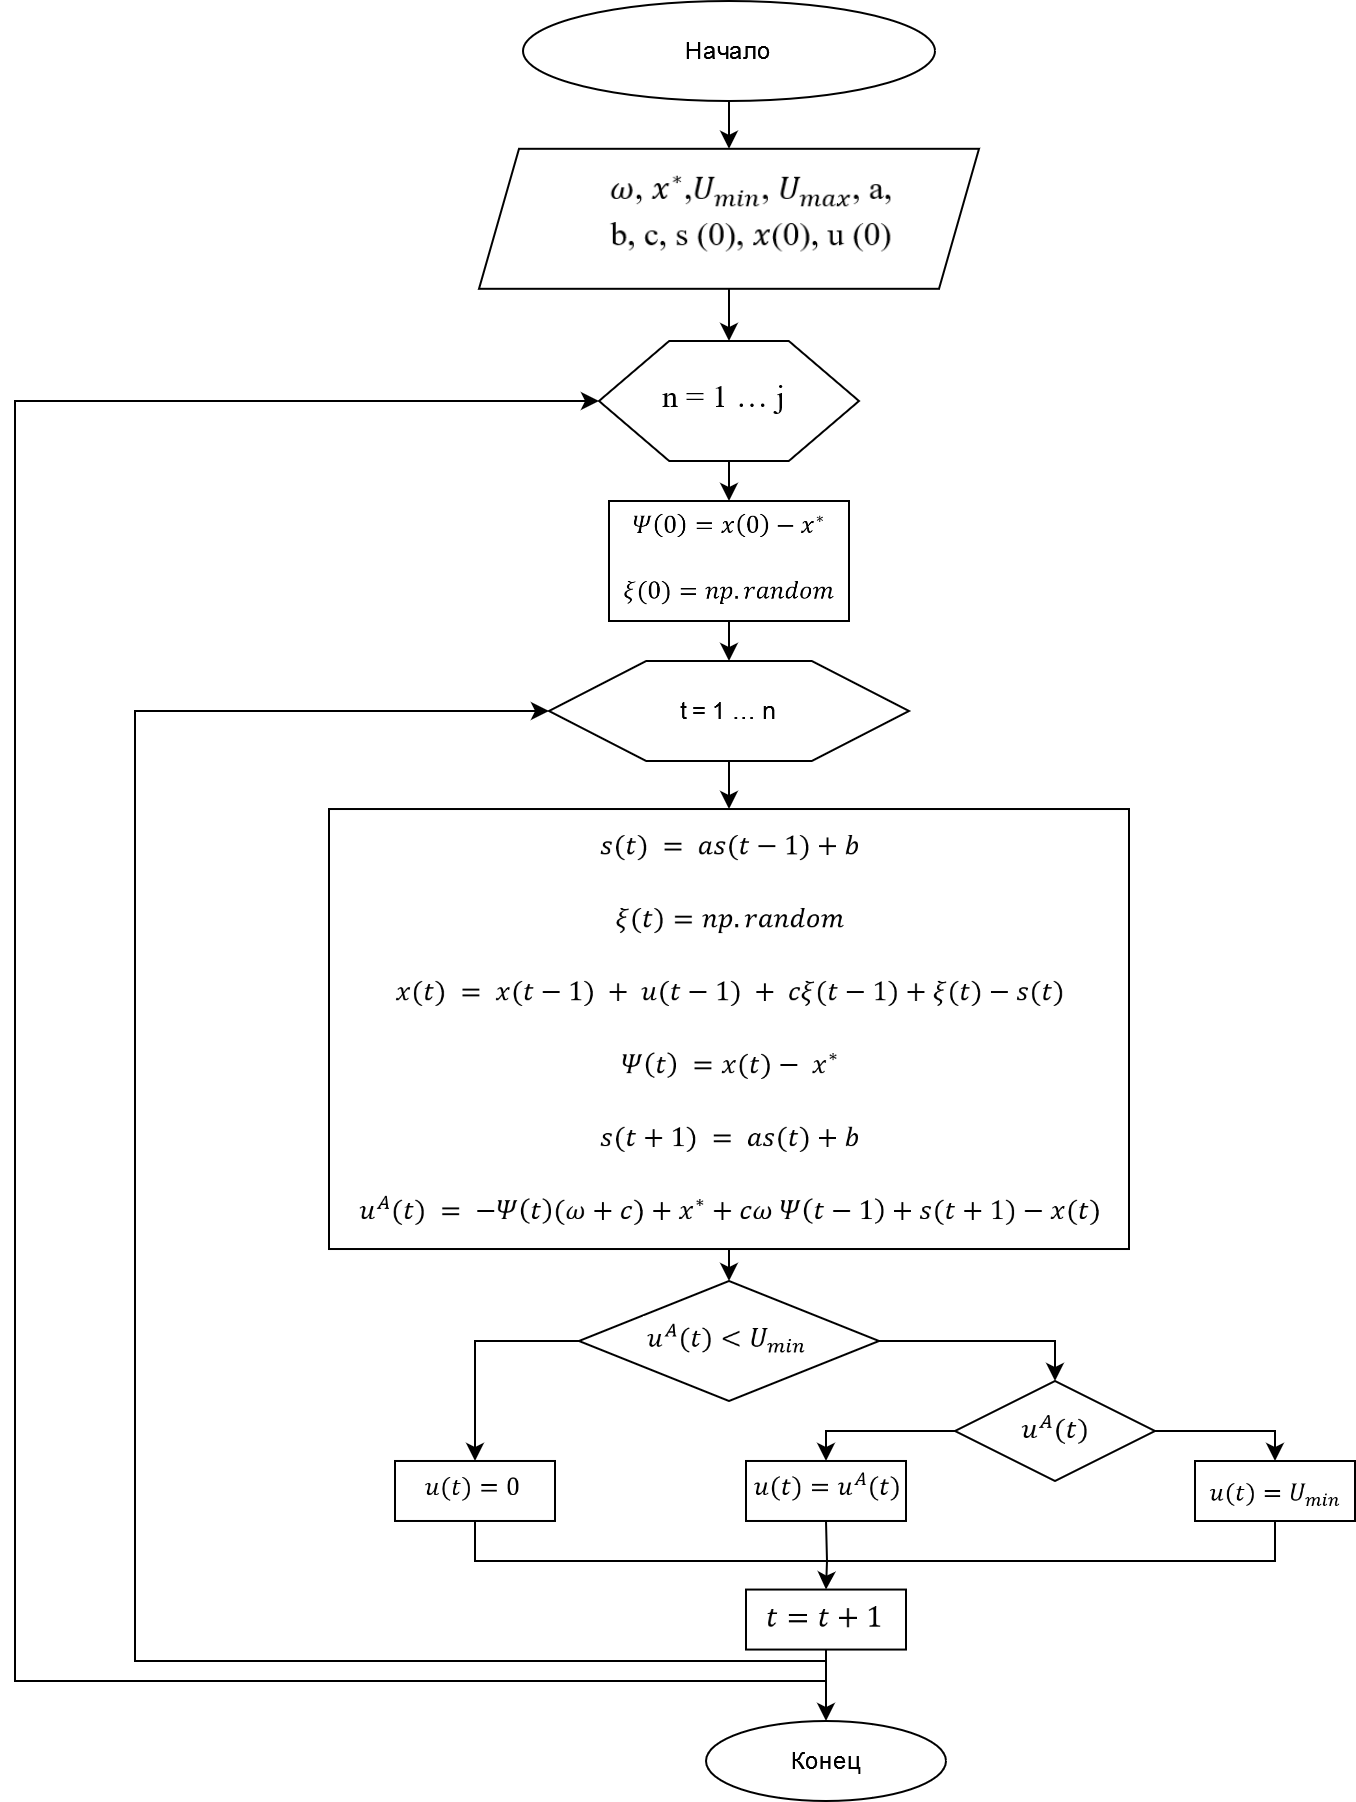 Начало
ω, x*,U_min, U_max, a,
b, c, s (0), x(0), u (0)
n = 1 … j
Ψ(0) = x(0) − x*
ξ(0) = np.random
t = 1 … n
s(t) = as(t − 1) + b
ξ(t) = np.random
x(t) = x(t − 1) + u(t − 1) + cξ(t − 1) + ξ(t) − s(t)
Ψ(t) = x(t) − x*
s(t + 1) = as(t) + b
u^A(t) = −Ψ(t)(ω + c) + x* + cω Ψ(t − 1) + s(t + 1) − x(t)
u^A(t) < U_min
u^A(t)
u(t) = 0
u(t) = u^A(t)
u(t) = U_min
t = t + 1
Конец